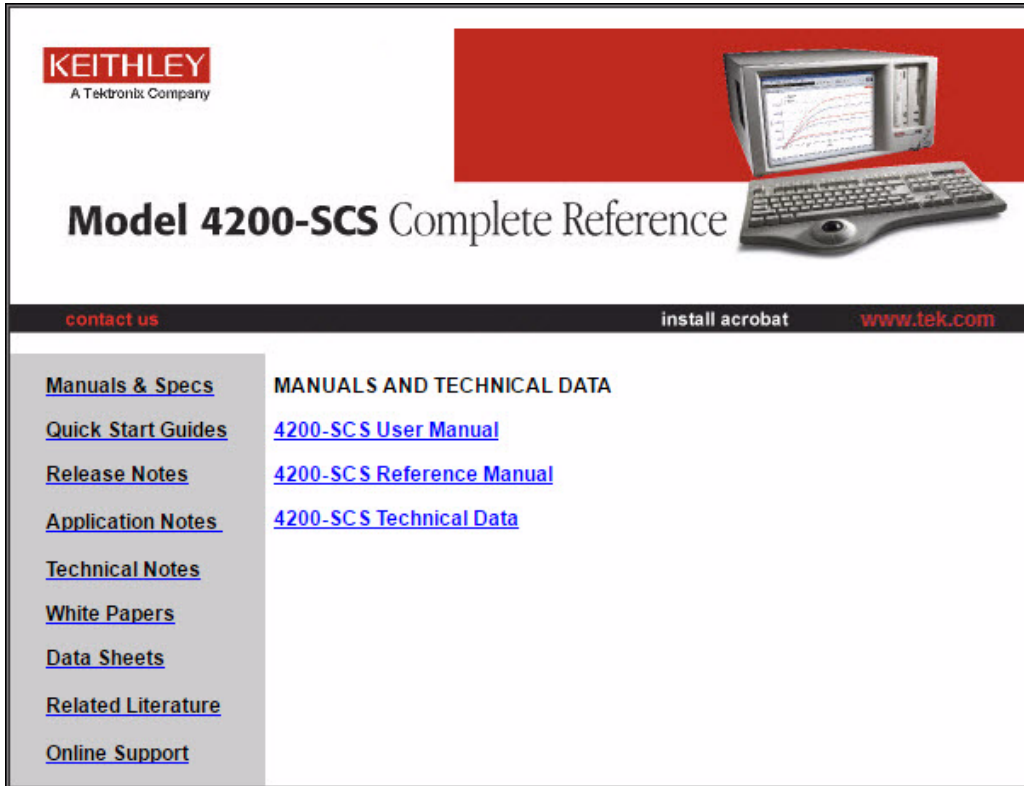 KEITHLEY
A Tektronix Company
Model 4200-SCS Complete Reference
contact us
install acrobat
www.tek.com
Manuals & Specs
Quick Start Guides
Release Notes
Application Notes
Technical Notes
White Papers
Data Sheets
Related Literature
Online Support
MANUALS AND TECHNICAL DATA
4200-SCS User Manual
4200-SCS Reference Manual
4200-SCS Technical Data